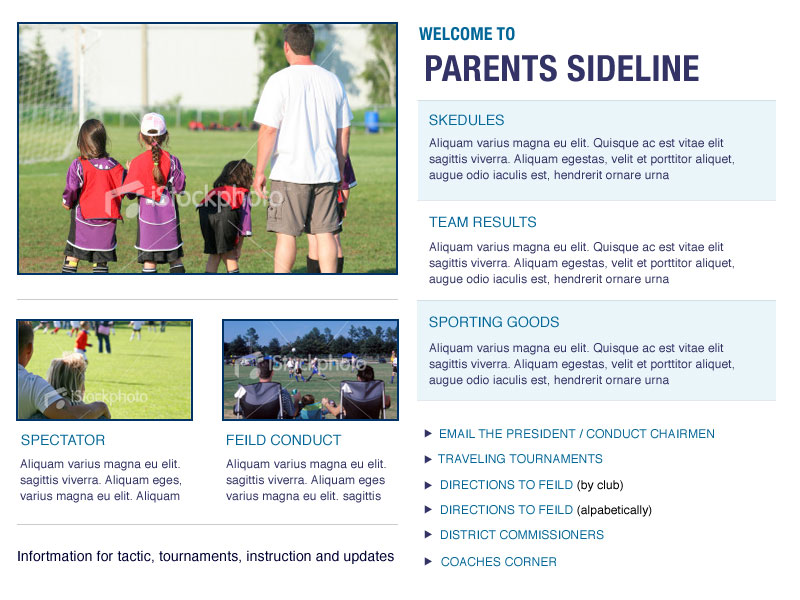 iStockphoto
iStockphoto
iStockphoto
SPECTATOR
Aliquam varius magna eu elit.
sagittis viverra. Aliquam eges,
varius magna eu elit. Aliquam
FEILD CONDUCT
Aliquam varius magna eu elit.
sagittis viverra. Aliquam eges
varius magna eu elit. sagittis
Infortmation for tactic, tournaments, instruction and updates
WELCOME TO
PARENTS SIDELINE
SKEDULES
Aliquam varius magna eu elit. Quisque ac est vitae elit
sagittis viverra. Aliquam egestas, velit et porttitor aliquet,
augue odio iaculis est, hendrerit ornare urna
TEAM RESULTS
Aliquam varius magna eu elit. Quisque ac est vitae elit
sagittis viverra. Aliquam egestas, velit et porttitor aliquet,
augue odio iaculis est, hendrerit ornare urna
SPORTING GOODS
Aliquam varius magna eu elit. Quisque ac est vitae elit
sagittis viverra. Aliquam egestas, velit et porttitor aliquet,
augue odio iaculis est, hendrerit ornare urna
EMAIL THE PRESIDENT / CONDUCT CHAIRMEN
TRAVELING TOURNAMENTS
DIRECTIONS TO FEILD (by club)
DIRECTIONS TO FEILD (alpabetically)
DISTRICT COMMISSIONERS
COACHES CORNER